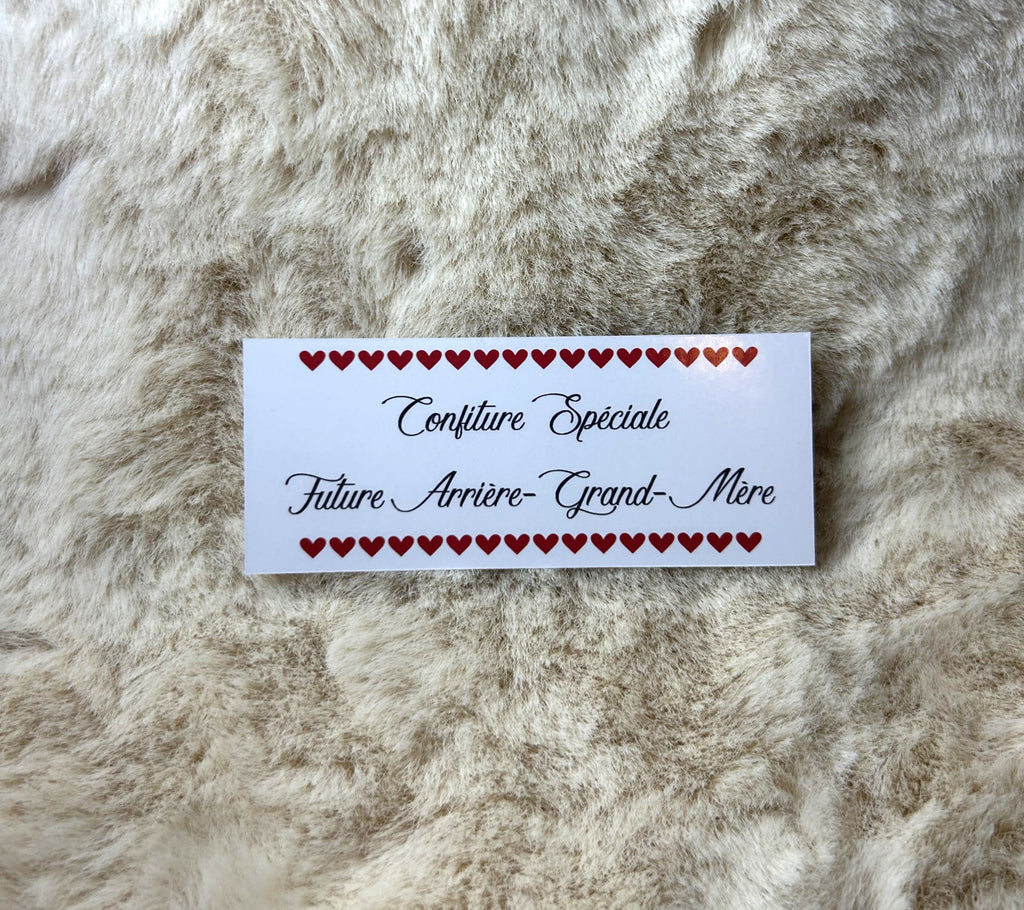 Confiture Spéciale
Future Arrière-Grand-Mère